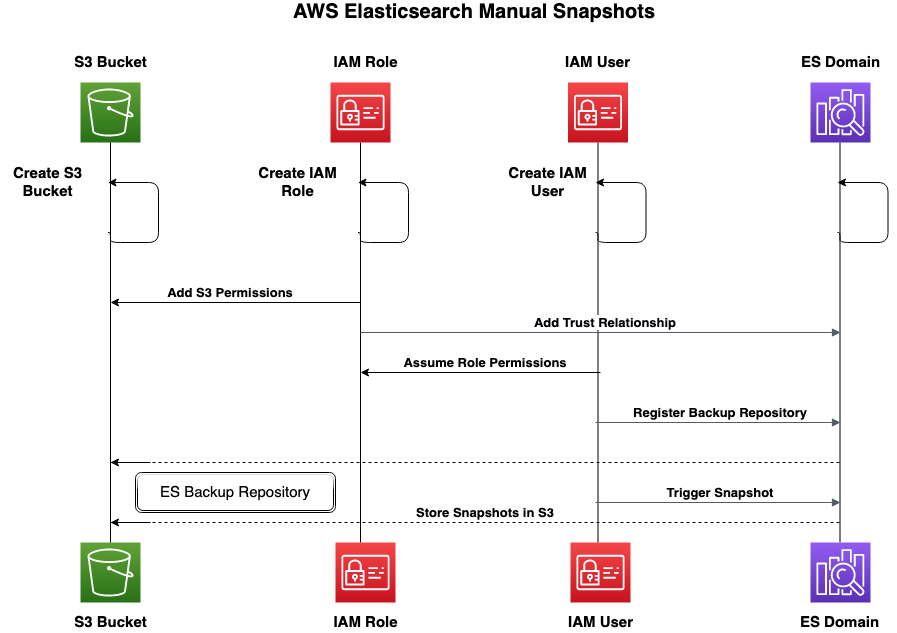 AWS Elasticsearch Manual Snapshots
S3 Bucket
IAM Role
IAM User
ES Domain
Create S3
Bucket
Create IAM
Role
Create IAM
User
Add S3 Permissions
Add Trust Relationship
Assume Role Permissions
Register Backup Repository
ES Backup Repository
Trigger Snapshot
Store Snapshots in S3
S3 Bucket
IAM Role
IAM User
ES Domain